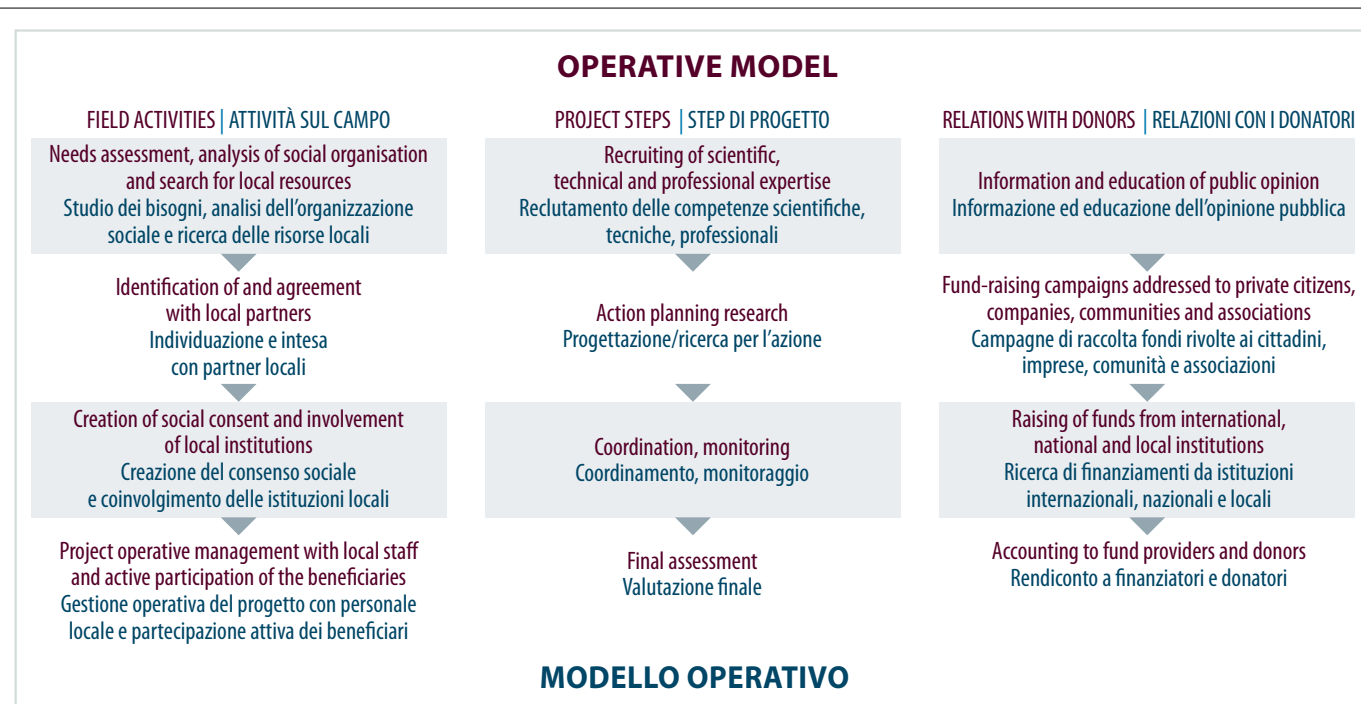 OPERATIVE MODEL
FIELD ACTIVITIES | ATTIVITÀ SUL CAMPO
Needs assessment, analysis of social organisation
and search for local resources
Studio dei bisogni, analisi dell'organizzazione
sociale e ricerca delle risorse locali
Identification of and agreement
with local partners
Individuazione e intesa
con partner locali
Creation of social consent and involvement
of local institutions
Creazione del consenso sociale
e coinvolgimento delle istituzioni locali
Project operative management with local staff
and active participation of the beneficiaries
Gestione operativa del progetto con personale
locale e partecipazione attiva dei beneficiari
PROJECT STEPS | STEP DI PROGETTO
Recruiting of scientific,
technical and professional expertise
Reclutamento delle competenze scientifiche,
tecniche, professionali
Action planning research
Progettazione/ricerca per l'azione
Coordination, monitoring
Coordinamento, monitoraggio
Final assessment
Valutazione finale
RELATIONS WITH DONORS | RELAZIONI CON I DONATORI
Information and education of public opinion
Informazione ed educazione dell'opinione pubblica
Fund-raising campaigns addressed to private citizens,
companies, communities and associations
Campagne di raccolta fondi rivolte ai cittadini,
imprese, comunità e associazioni
Raising of funds from international,
national and local institutions
Ricerca di finanziamenti da istituzioni
internazionali, nazionali e locali
Accounting to fund providers and donors
Rendiconto a finanziatori e donatori
MODELLO OPERATIVO